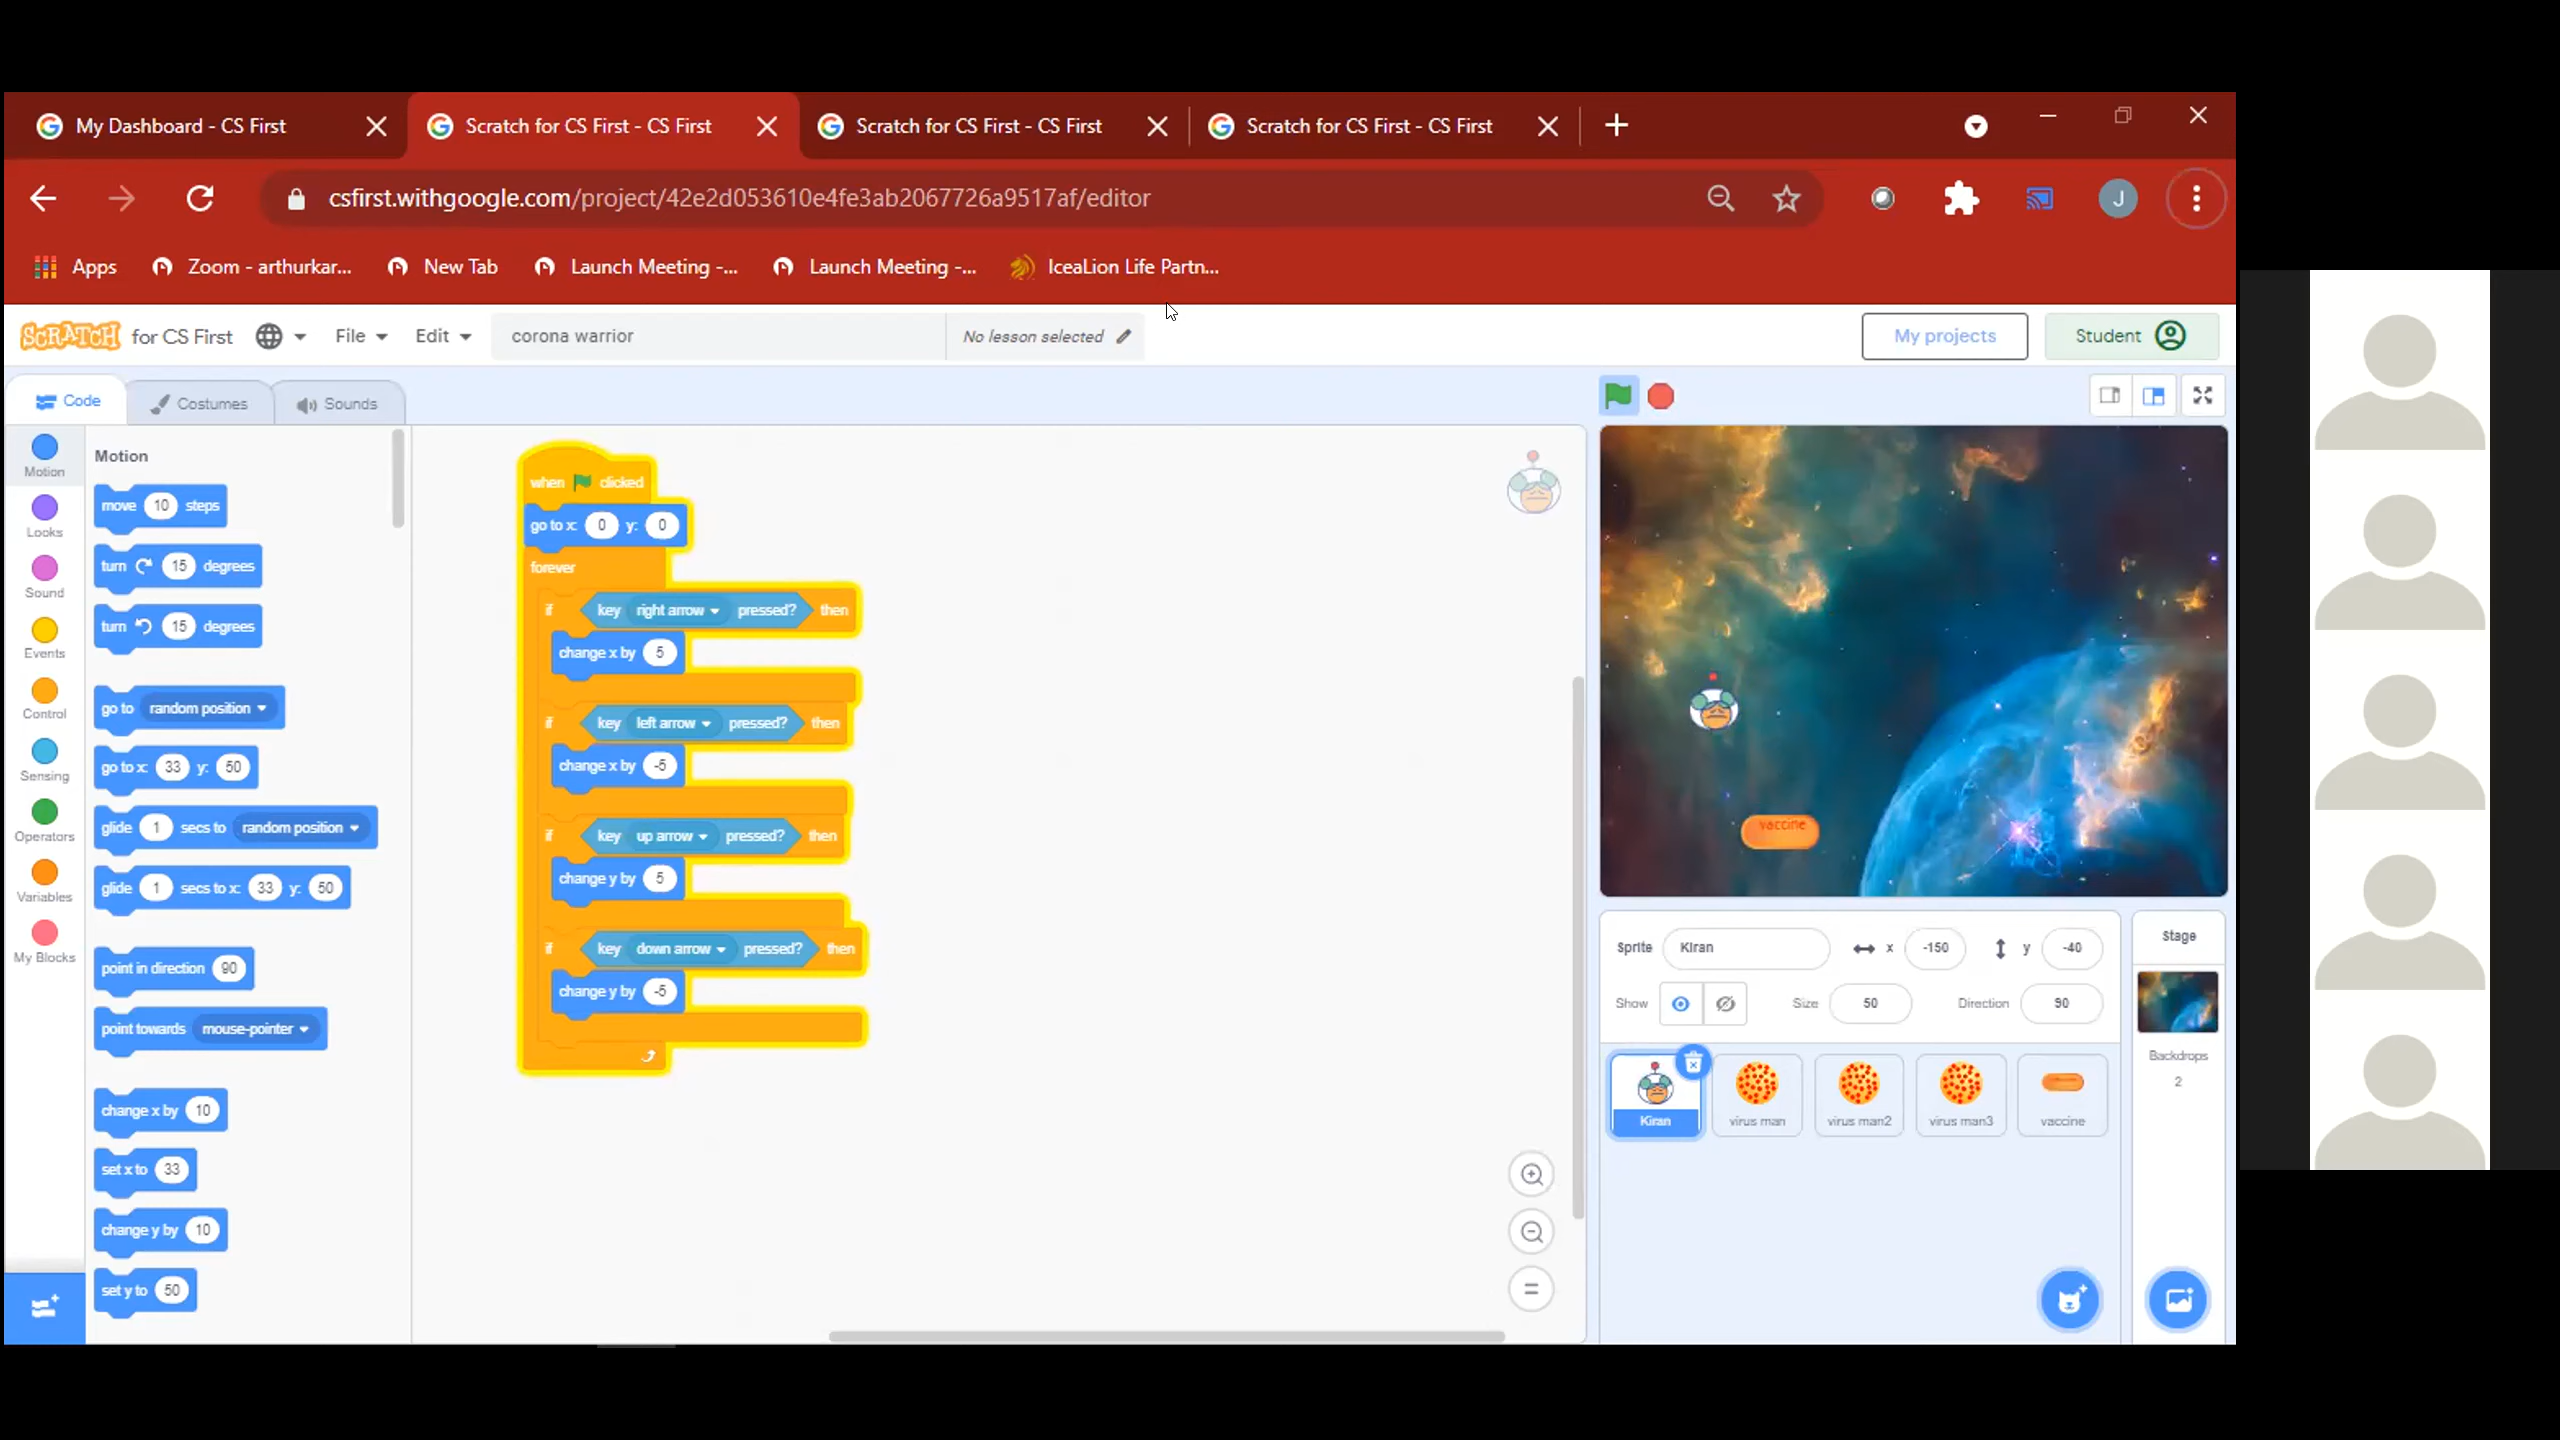 My Dashboard - CS First
Scratch for CS First - CS First
Scratch for CS First - CS First
Scratch for CS First - CS First
csfirst.withgoogle.com/project/42e2d053610e4fe3ab2067726a9517af/editor
J
Apps
Zoom - arthurkar...
New Tab
Launch Meeting -...
Launch Meeting -...
IceaLion Life Partn...
SCRATCH for CS First
File
Edit
corona warrior
No lesson selected
My projects
Student
Code
Costumes
Sounds
Motion
Looks
Sound
Events
Control
Sensing
Operators
Variables
My Blocks
Motion
move 10 steps
turn 15 degrees
turn 15 degrees
go to random position
go to x: 33 y: 50
glide 1 secs to random position
glide 1 secs to x: 33 y: 50
point in direction 90
point towards mouse-pointer
change x by 10
set x to 33
change y by 10
set y to 50
when clicked
go to x: 0 y: 0
forever
if key right arrow pressed? then
change x by 5
if key left arrow pressed? then
change x by -5
if key up arrow pressed? then
change y by 5
if key down arrow pressed? then
change y by -5
vaccine
Sprite Kiran x -150 y -40
Show Size 50 Direction 90
Kiran
virus man
virus man2
virus man3
vaccine
Stage
Backdrops
2